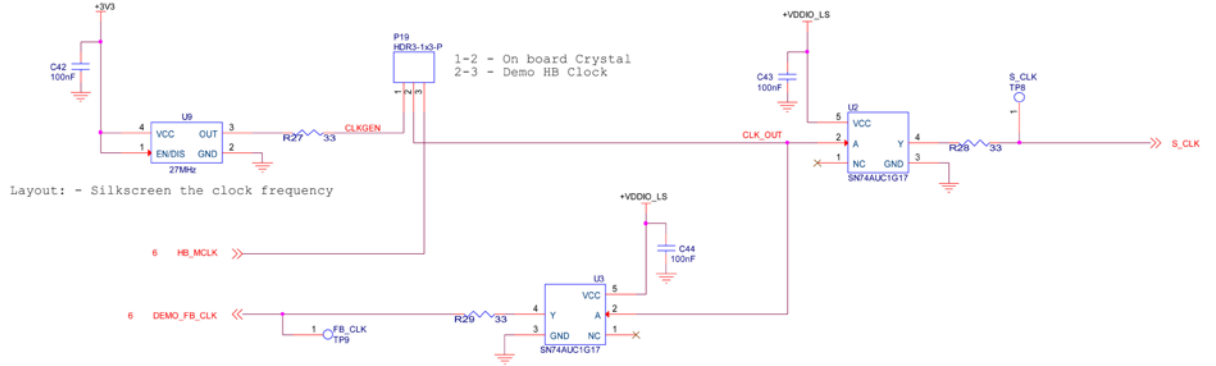 +3V3
C42
100nF
P19
HDR3-1x3-P
1-2 - On board Crystal
2-3 - Demo HB Clock
1
2
3
U9
4 VCC OUT 3
1 EN/DIS GND 2
27MHz
R27 33
CLKGEN
Layout: - Silkscreen the clock frequency
+VDDIO_LS
C43
100nF
U2
5 VCC
CLK_OUT 2 A Y 4
1 NC GND 3
SN74AUC1G17
R28 33
S_CLK
TP8
1
S_CLK
6 HB_MCLK
+VDDIO_LS
C44
100nF
U3
VCC 5
4 Y A 2
3 GND NC 1
SN74AUC1G17
R29 33
6 DEMO_FB_CLK
1 FB_CLK
TP9